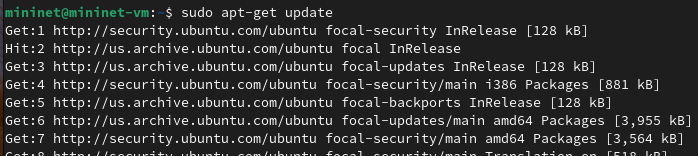 mininet@mininet-vm:~$ sudo apt-get update
Get:1 http://security.ubuntu.com/ubuntu focal-security InRelease [128 kB]
Hit:2 http://us.archive.ubuntu.com/ubuntu focal InRelease
Get:3 http://us.archive.ubuntu.com/ubuntu focal-updates InRelease [128 kB]
Get:4 http://security.ubuntu.com/ubuntu focal-security/main i386 Packages [881 kB]
Get:5 http://us.archive.ubuntu.com/ubuntu focal-backports InRelease [128 kB]
Get:6 http://us.archive.ubuntu.com/ubuntu focal-updates/main amd64 Packages [3,955 kB]
Get:7 http://security.ubuntu.com/ubuntu focal-security/main amd64 Packages [3,564 kB]
Get:8 http://security.ubuntu.com/ubuntu focal-security/main Translation-en [518 kB]